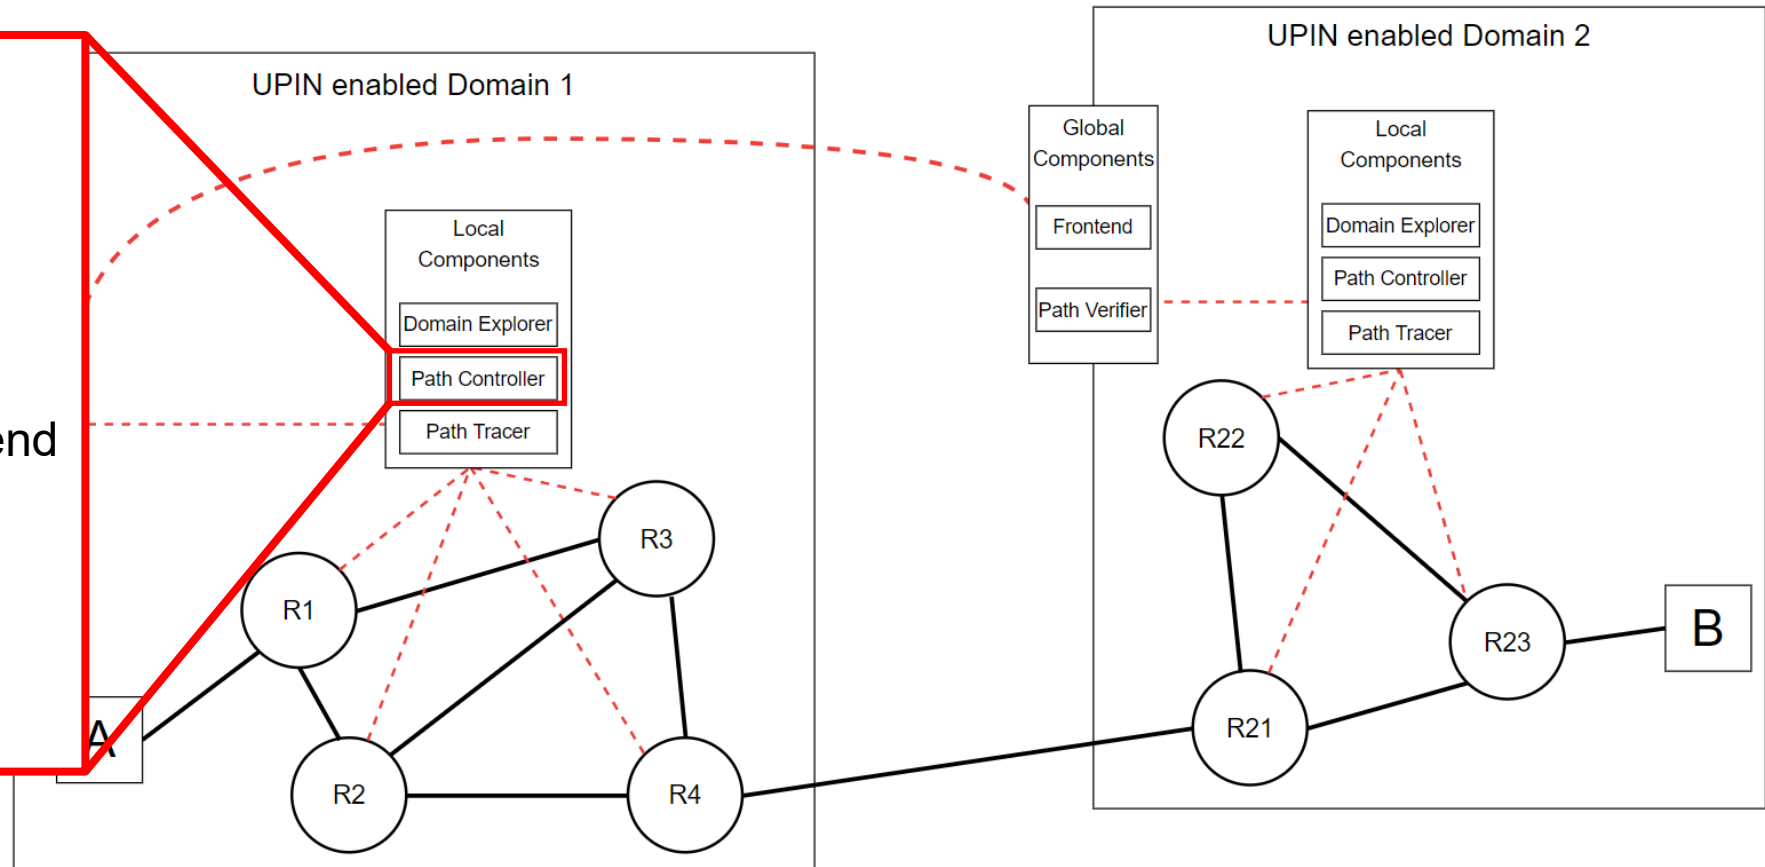 UPIN enabled Domain 1
Local
Components
Domain Explorer
Path Controller
Path Tracer
end
R1
R3
R2
R4
A
Global
Components
Frontend
Path Verifier
UPIN enabled Domain 2
Local
Components
Domain Explorer
Path Controller
Path Tracer
R22
R23
R21
B